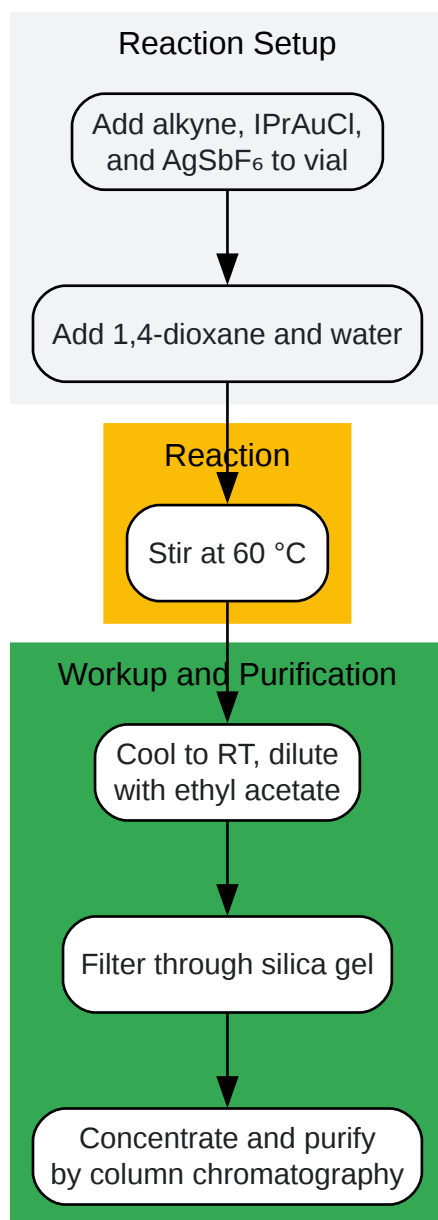 Reaction Setup
Add alkyne, IPrAuCl,
and AgSbF₆ to vial
Add 1,4-dioxane and water
Reaction
Stir at 60 °C
Workup and Purification
Cool to RT, dilute
with ethyl acetate
Filter through silica gel
Concentrate and purify
by column chromatography